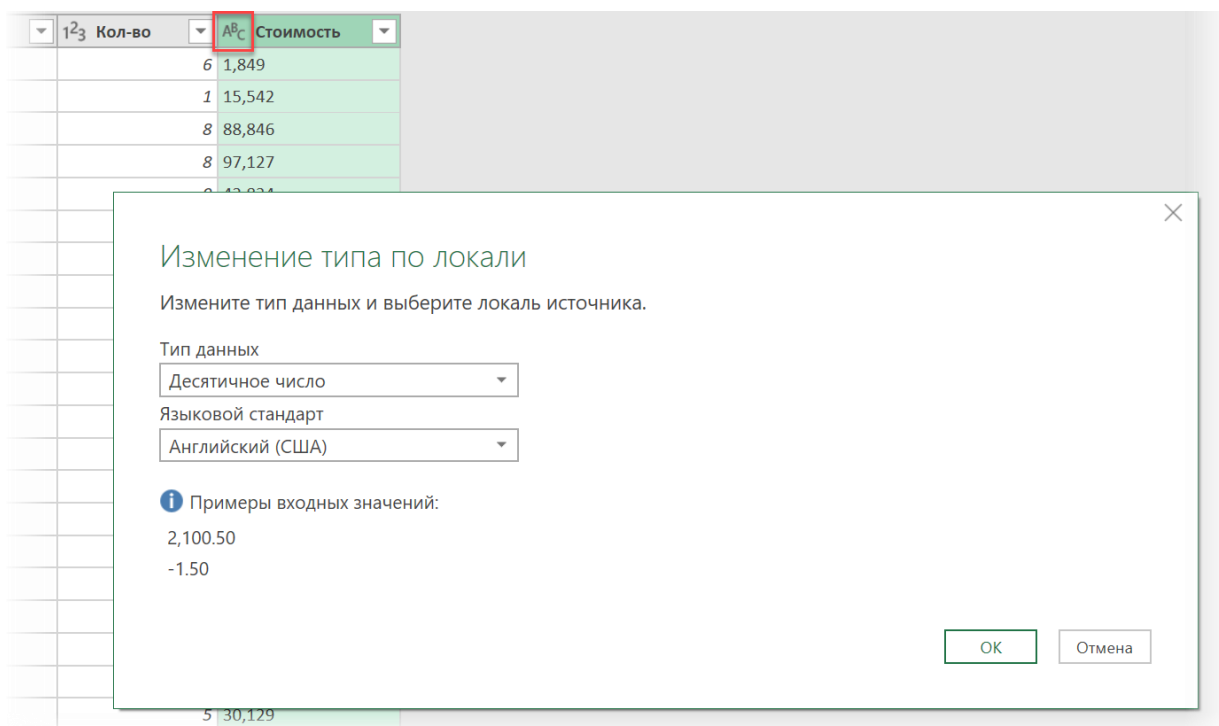 1²3 Кол-во ABC Стоимость
6 1,849
1 15,542
8 88,846
8 97,127
Изменение типа по локали
Измените тип данных и выберите локаль источника.
Тип данных
Десятичное число
Языковой стандарт
Английский (США)
i Примеры входных значений:
2,100.50
-1.50
ОК Отмена
5 30,129